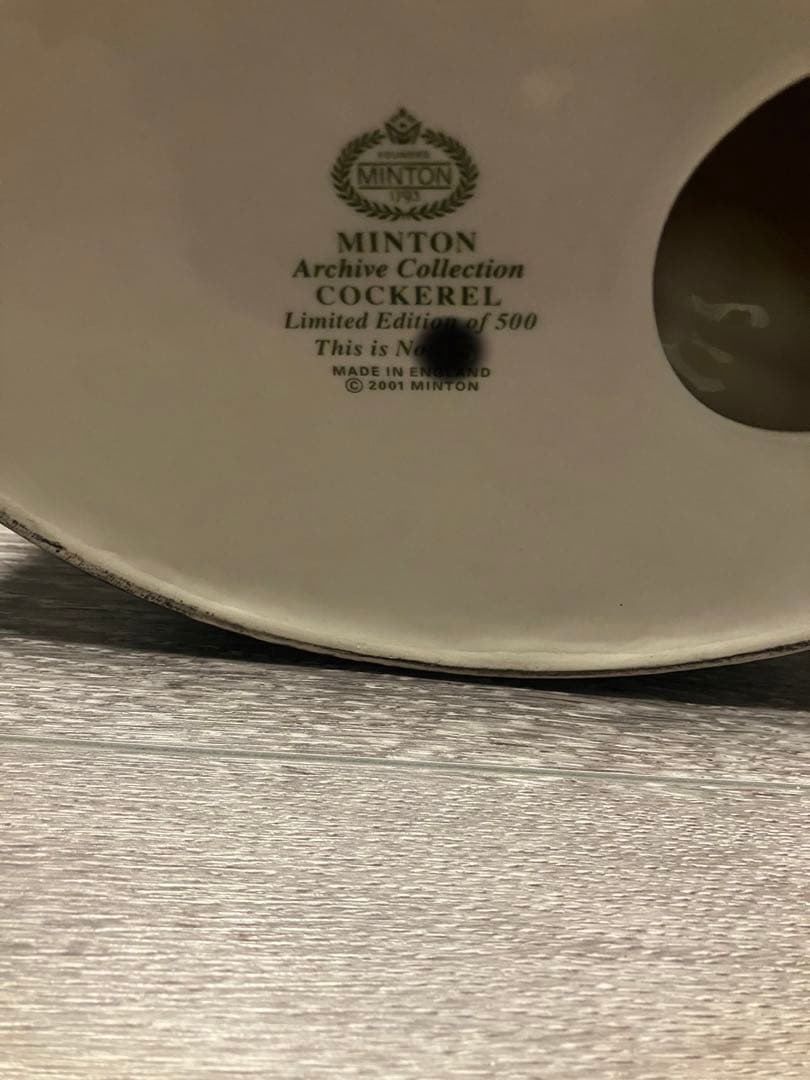 FOUNDED
MINTON
1793
MINTON
Archive Collection
COCKEREL
Limited Edition of 500
This is No
MADE IN ENGLAND
© 2001 MINTON